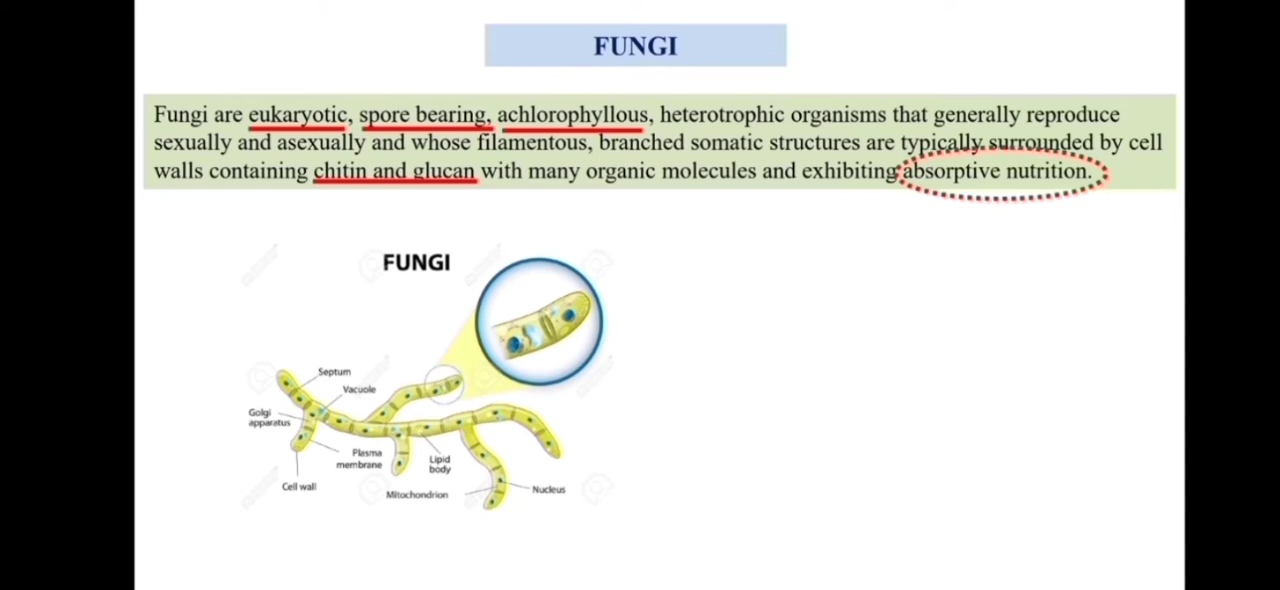 FUNGI
Fungi are eukaryotic, spore bearing, achlorophyllous, heterotrophic organisms that generally reproduce
sexually and asexually and whose filamentous, branched somatic structures are typically surrounded by cell
walls containing chitin and glucan with many organic molecules and exhibiting absorptive nutrition.
FUNGI
Septum
Vacuole
Golgi
apparatus
Plasma
membrane
Lipid
body
Cell wall
Mitochondrion
Nucleus